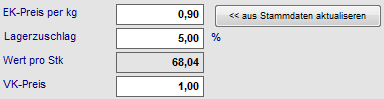 EK-Preis per kg 0,90 << aus Stammdaten aktualiseren
Lagerzuschlag 5,00 %
Wert pro Stk 68,04
VK-Preis 1,00